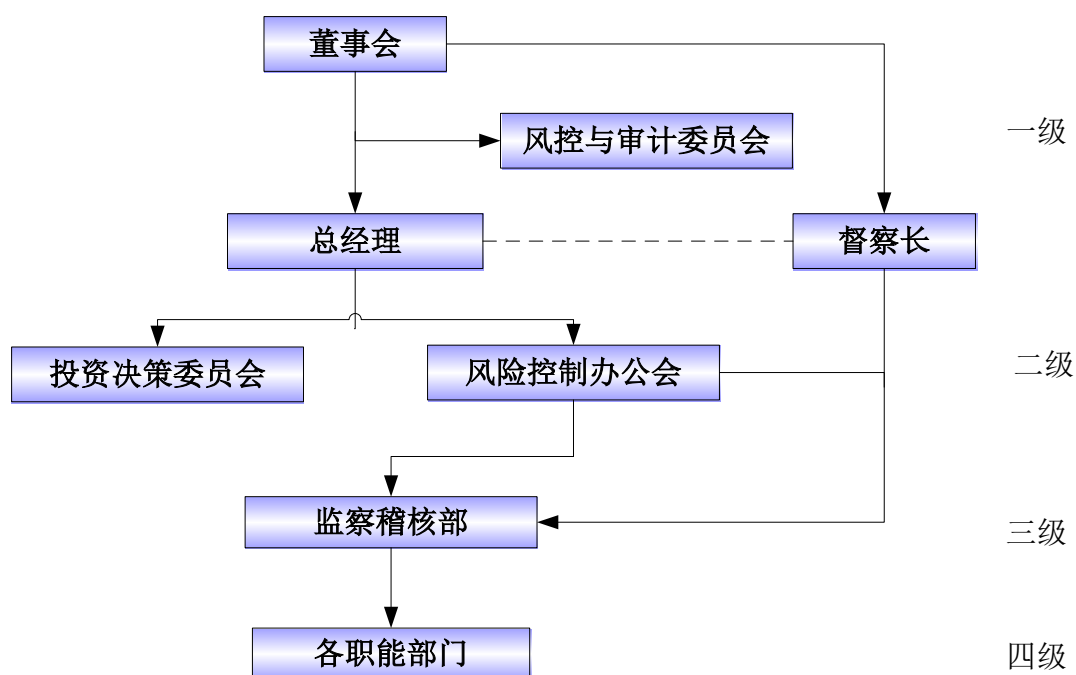 董事会
风控与审计委员会
一级
总经理
督察长
投资决策委员会
风险控制办公会
二级
监察稽核部
三级
各职能部门
四级